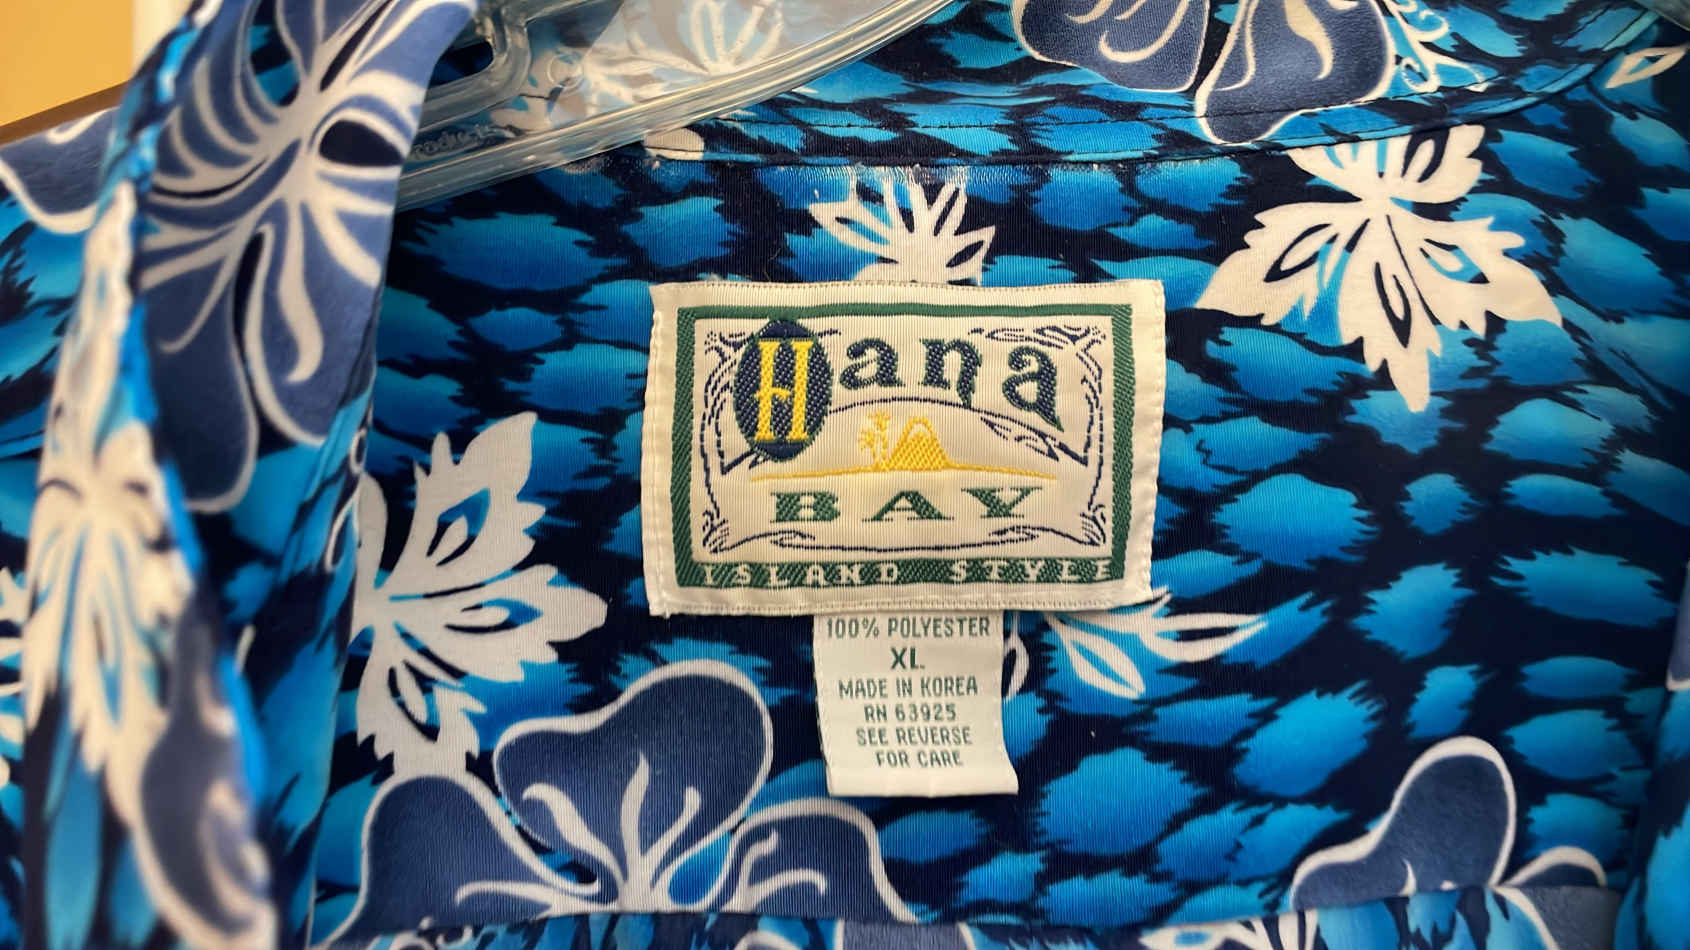 Hana
BAY
ISLAND STYLE
100% POLYESTER
XL
MADE IN KOREA
RN 63925
SEE REVERSE
FOR CARE